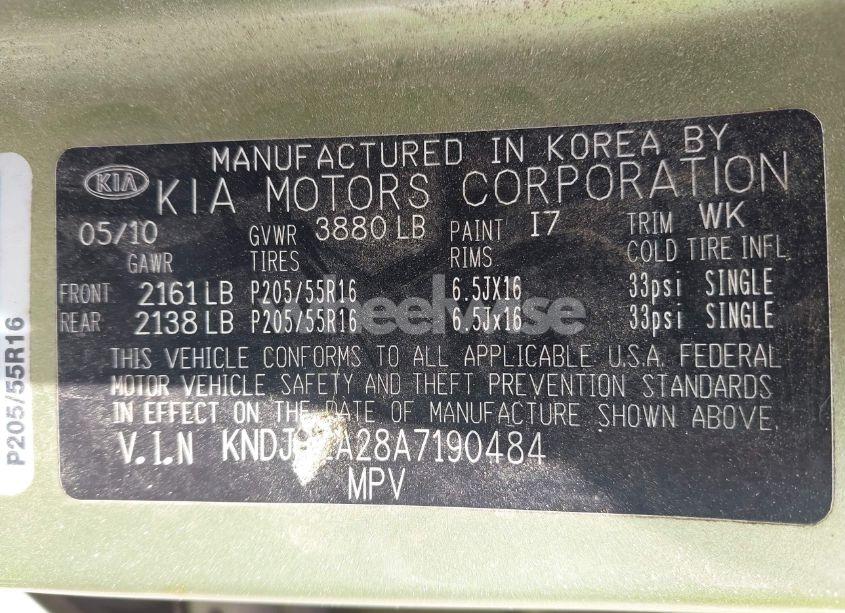 MANUFACTURED IN KOREA BY
KIA KIA MOTORS CORPORATION
05/10 GVWR 3880 LB PAINT I7 TRIM WK
GAWR TIRES RIMS COLD TIRE INFL.
FRONT 2161 LB P205/55R16 6.5JX16 33psi SINGLE
REAR 2138 LB P205/55R16 6.5Jx16 33psi SINGLE
THIS VEHICLE CONFORMS TO ALL APPLICABLE U.S.A. FEDERAL
MOTOR VEHICLE SAFETY AND THEFT PREVENTION STANDARDS
IN EFFECT ON THE DATE OF MANUFACTURE SHOWN ABOVE.
V.I.N
MPV
P205/55R16